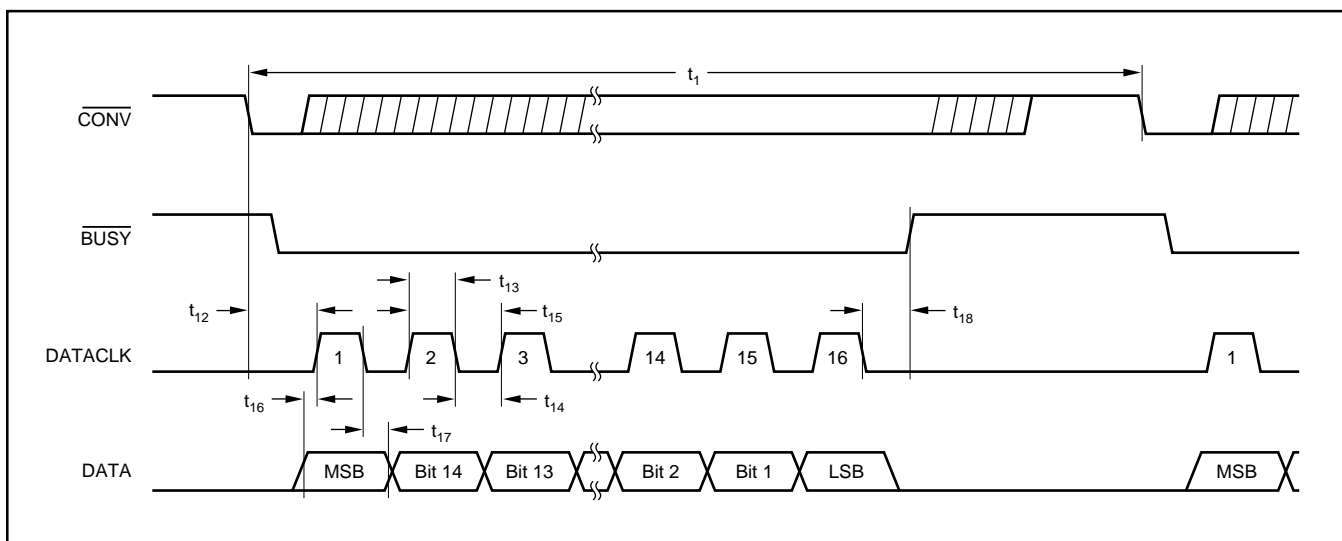 t1
CONV
BUSY
t13
t12
t15
t18
DATACLK
1 2 3 14 15 16 1
t16
t14
t17
DATA
MSB Bit 14 Bit 13 Bit 2 Bit 1 LSB MSB